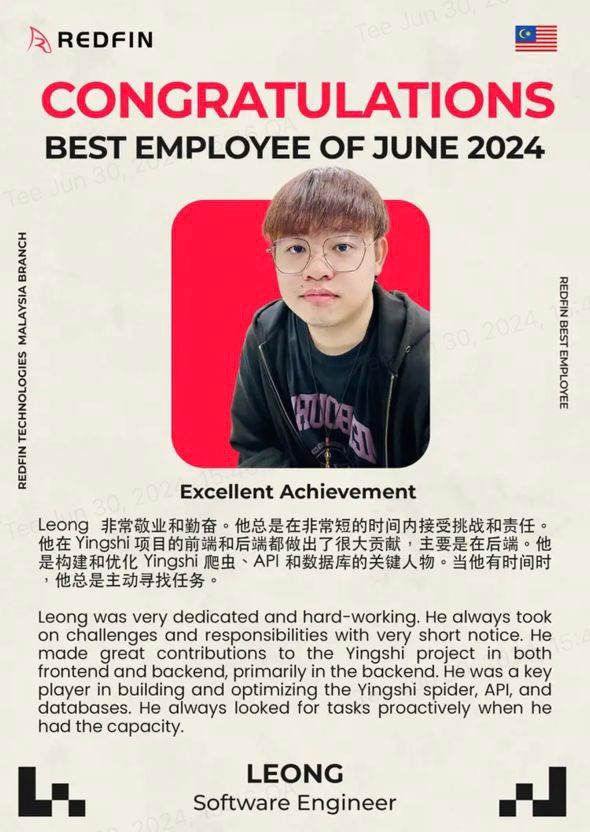 REDFIN
CONGRATULATIONS
BEST EMPLOYEE OF JUNE 2024
REDFIN TECHNOLOGIES MALAYSIA BRANCH
REDFIN BEST EMPLOYEE
Excellent Achievement
Leong 非常敬业和勤奋。他总是在非常短的时间内接受挑战和责任。
他在 Yingshi 项目的前端和后端都做出了很大贡献，主要是在后端。他
是构建和优化 Yingshi 爬虫、API 和数据库的关键人物。当他有时间时
，他总是主动寻找任务。
Leong was very dedicated and hard-working. He always took
on challenges and responsibilities with very short notice. He
made great contributions to the Yingshi project in both
frontend and backend, primarily in the backend. He was a key
player in building and optimizing the Yingshi spider, API, and
databases. He always looked for tasks proactively when he
had the capacity.
LEONG
Software Engineer